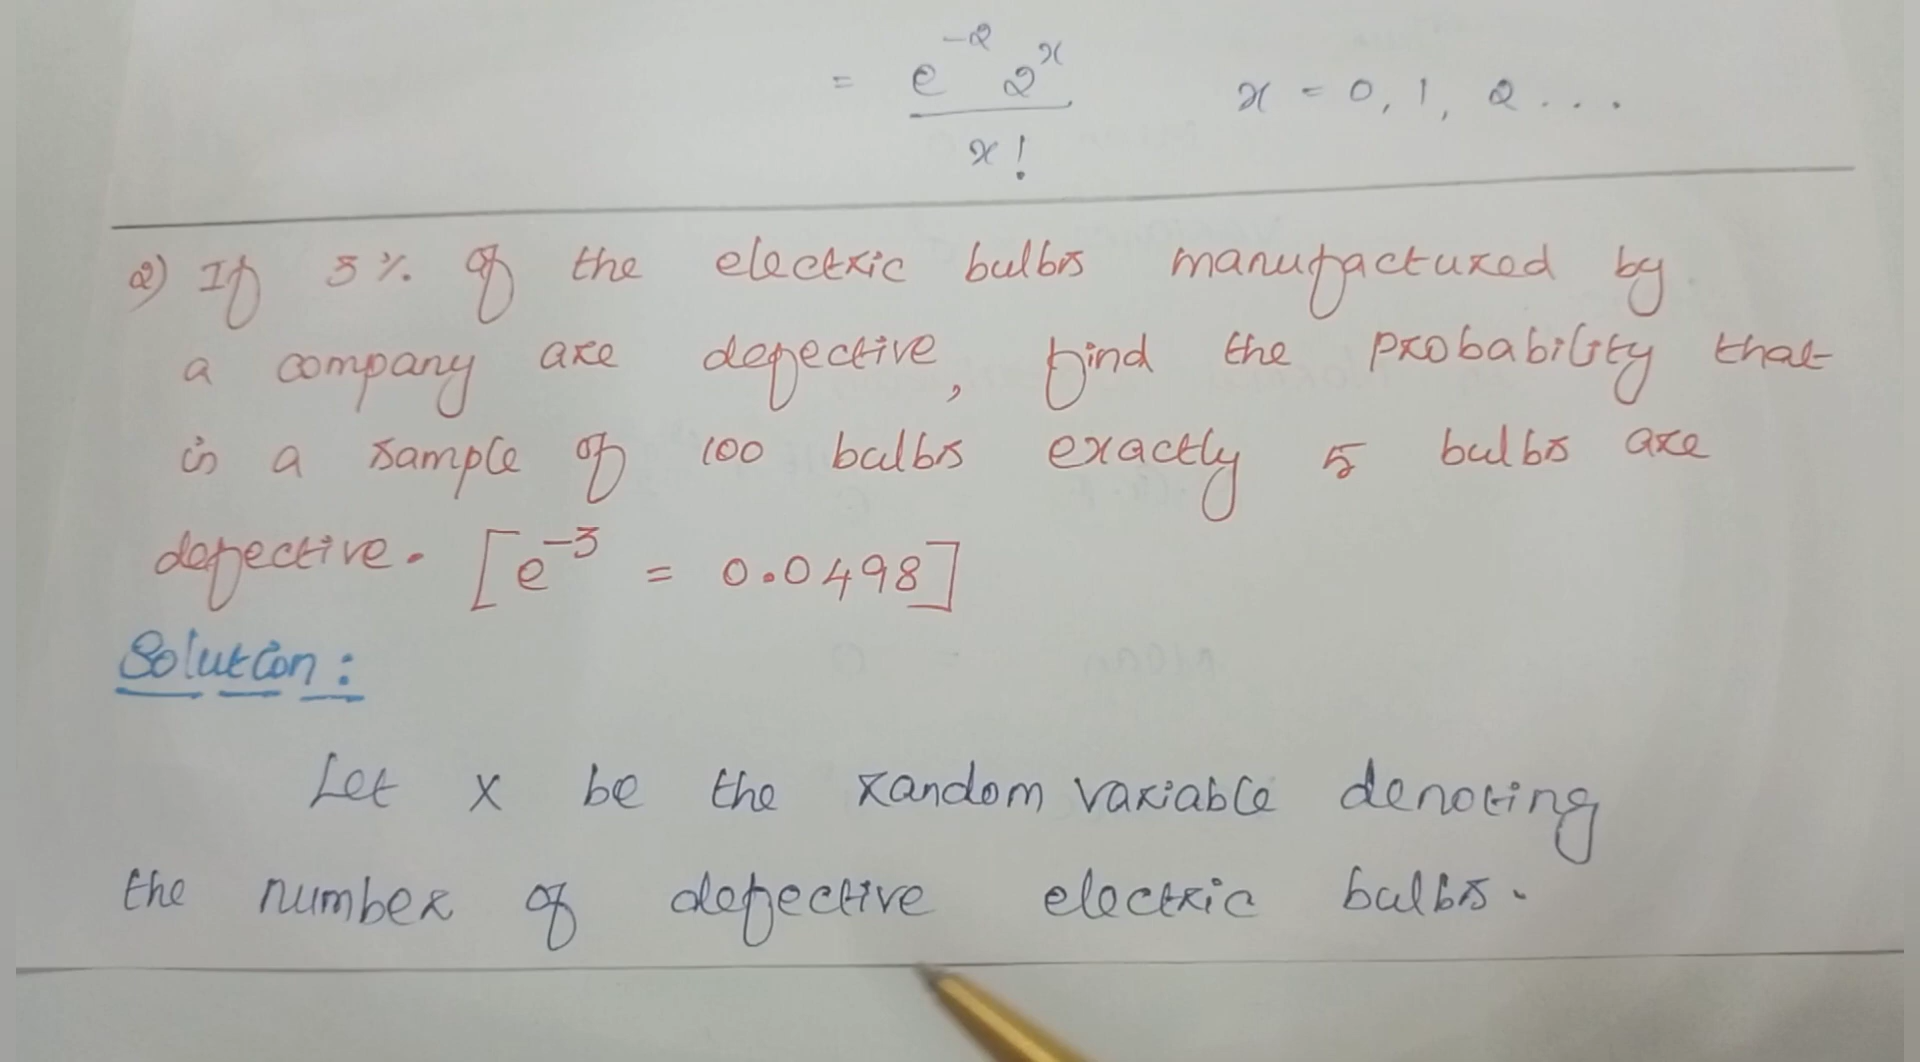 = e^-2 2^x / x!    x = 0, 1, 2 . . .
2) If 3% of the electric bulbs manufactured by
a company are defective, find the probability that
in a sample of 100 bulbs exactly 5 bulbs are
defective. [e^-3 = 0.0498]
Solution:
Let x be the random variable denoting
the number of defective electric bulbs.